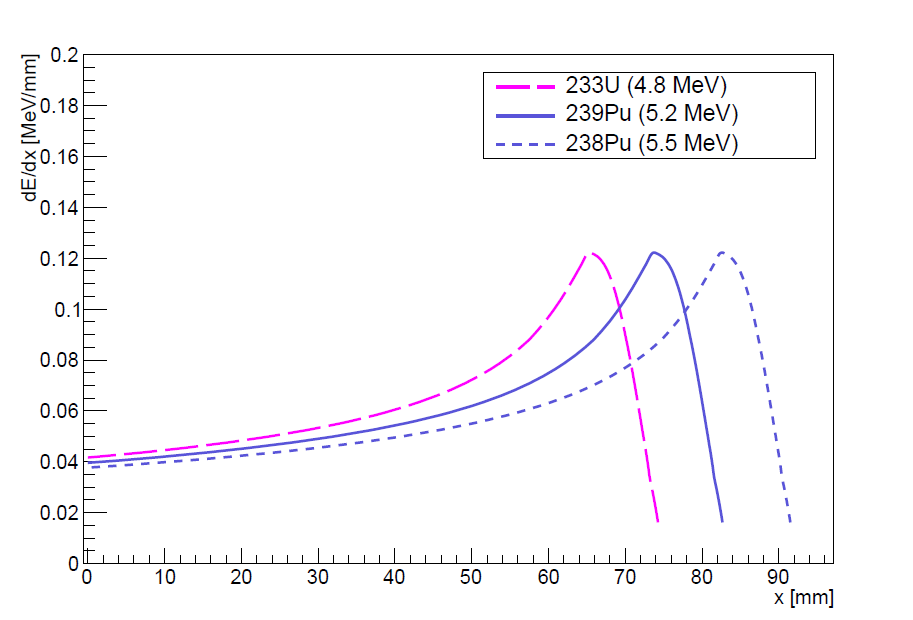 dE/dx [MeV/mm]
0.2
0.18
0.16
0.14
0.12
0.1
0.08
0.06
0.04
0.02
0
233U (4.8 MeV)
239Pu (5.2 MeV)
238Pu (5.5 MeV)
0 10 20 30 40 50 60 70 80 90
x [mm]